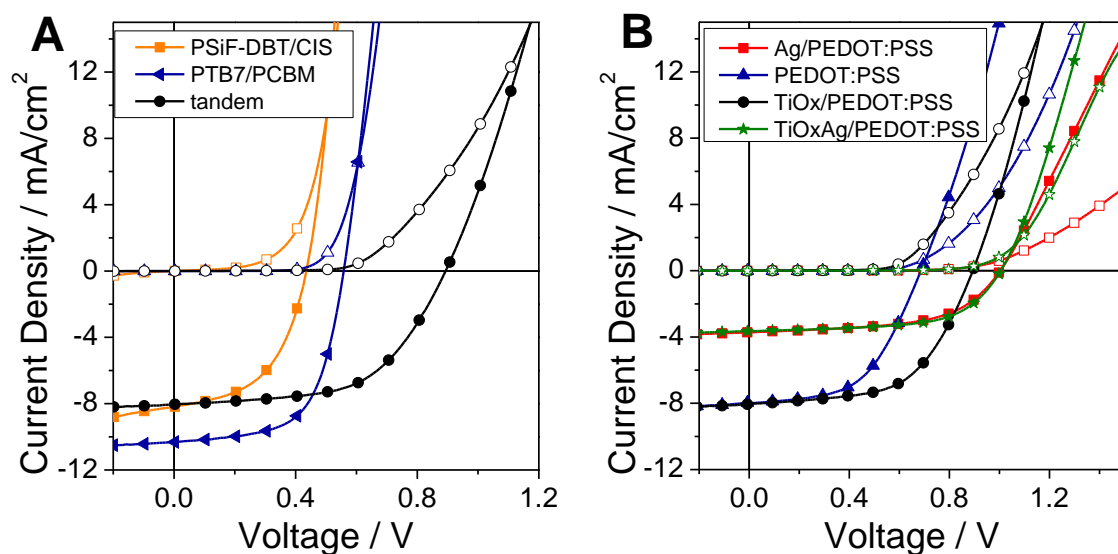 A
PSiF-DBT/CIS
PTB7/PCBM
tandem
12
8
4
0
-4
-8
-12
Current Density / mA/cm²
0.0 0.4 0.8 1.2
Voltage / V
B
Ag/PEDOT:PSS
PEDOT:PSS
TiOx/PEDOT:PSS
TiOxAg/PEDOT:PSS
12
8
4
0
-4
-8
-12
Current Density / mA/cm²
0.0 0.4 0.8 1.2
Voltage / V